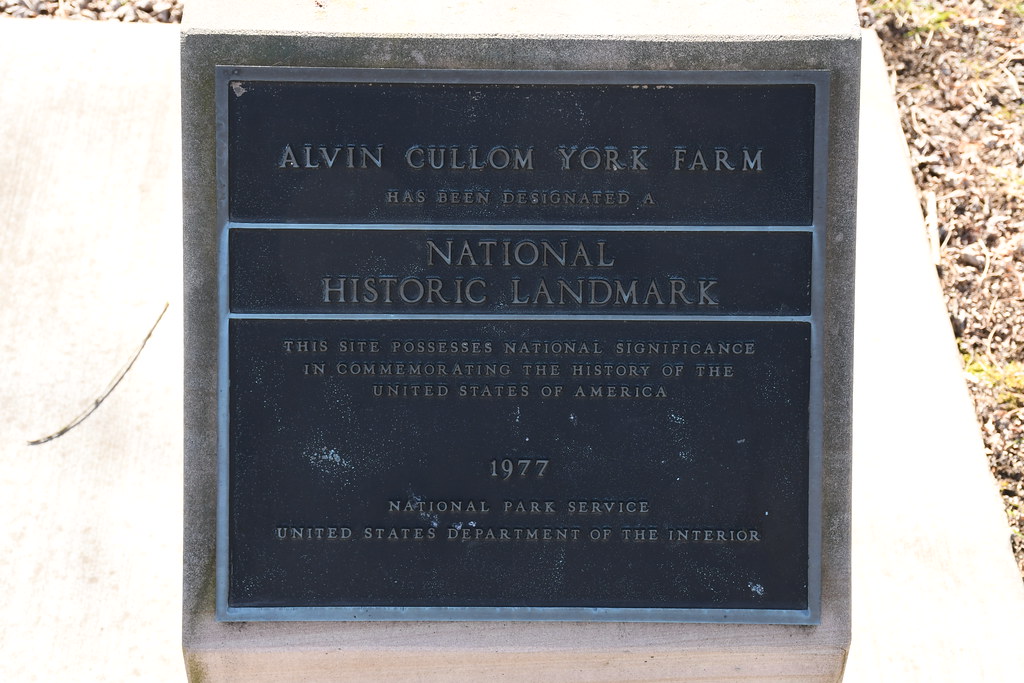 ALVIN CULLOM YORK FARM
HAS BEEN DESIGNATED A
NATIONAL
HISTORIC LANDMARK
THIS SITE POSSESSES NATIONAL SIGNIFICANCE
IN COMMEMORATING THE HISTORY OF THE
UNITED STATES OF AMERICA
1977
NATIONAL PARK SERVICE
UNITED STATES DEPARTMENT OF THE INTERIOR